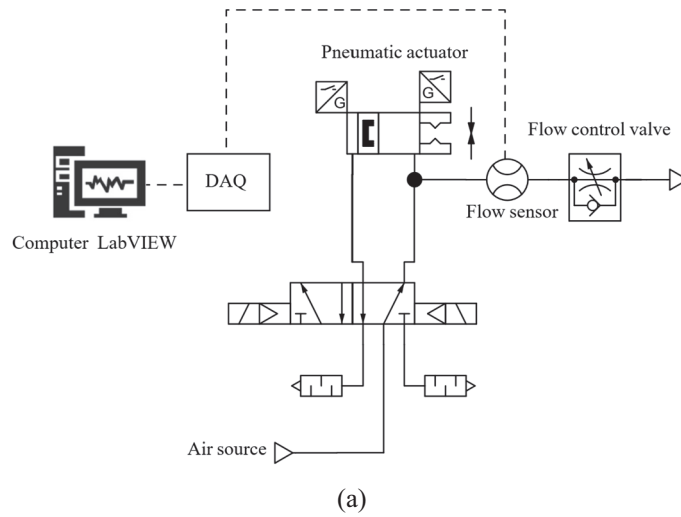 Pneumatic actuator
G
G
Flow control valve
DAQ
Flow sensor
Computer LabVIEW
Air source
(a)